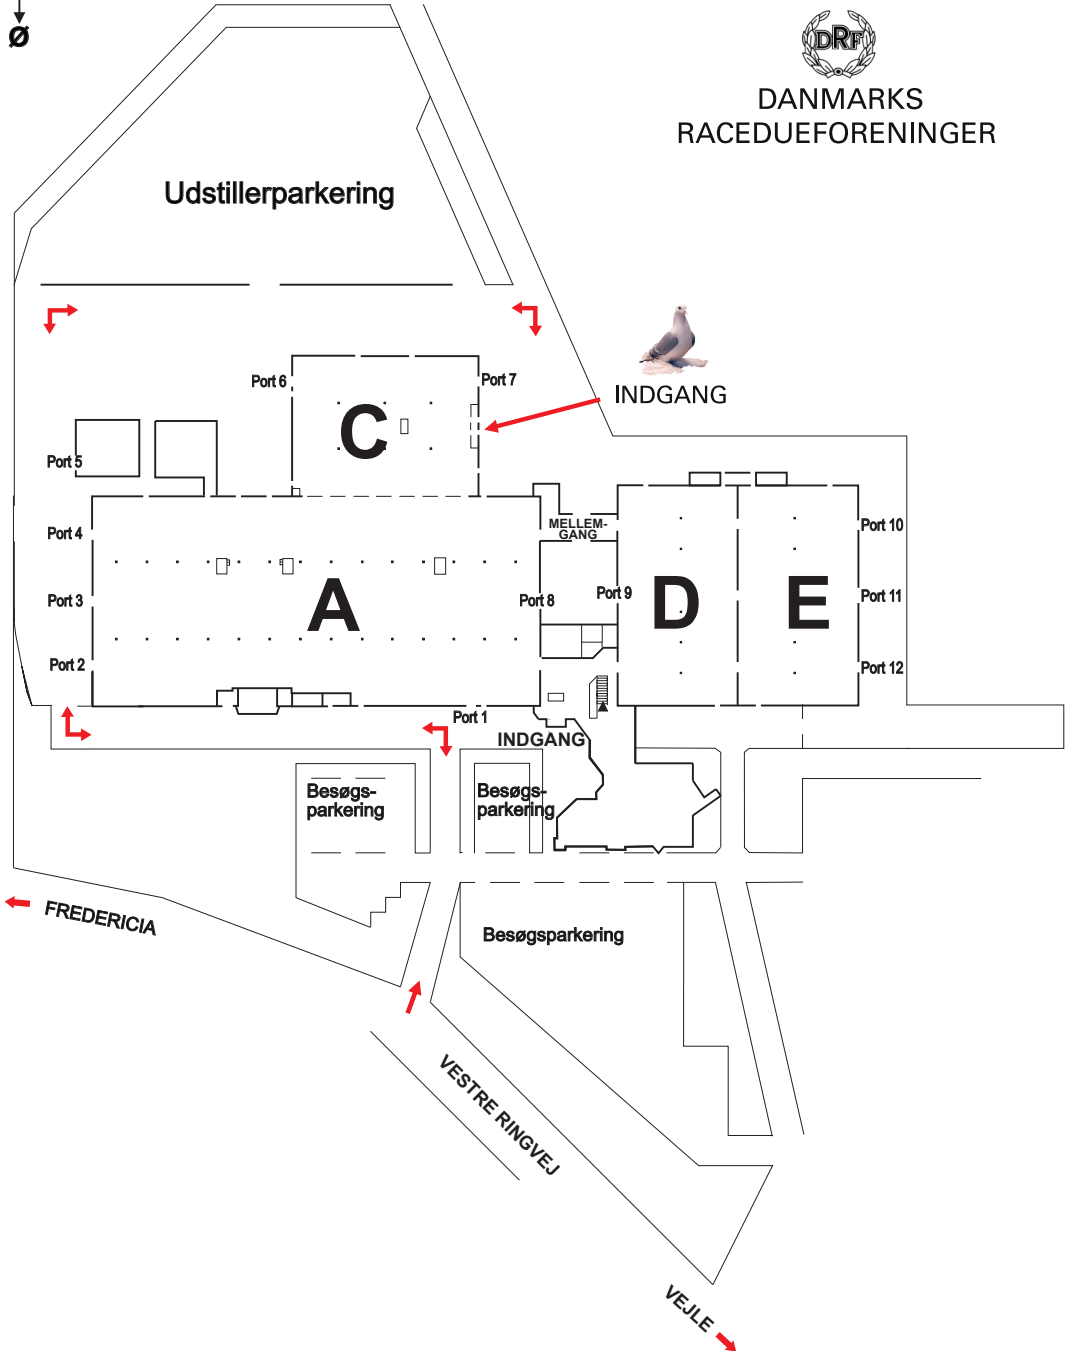 Ø
DRF
DANMARKS
RACEDUEFORENINGER
Udstillerparkering
INDGANG
Port 6
Port 7
C
Port 5
Port 4
MELLEM-
GANG
Port 10
Port 3
A
Port 8
Port 9
D
E
Port 11
Port 2
Port 12
Port 1
INDGANG
Besøgs-
parkering
Besøgs-
parkering
FREDERICIA
Besøgsparkering
VESTRE RINGVEJ
VEJLE